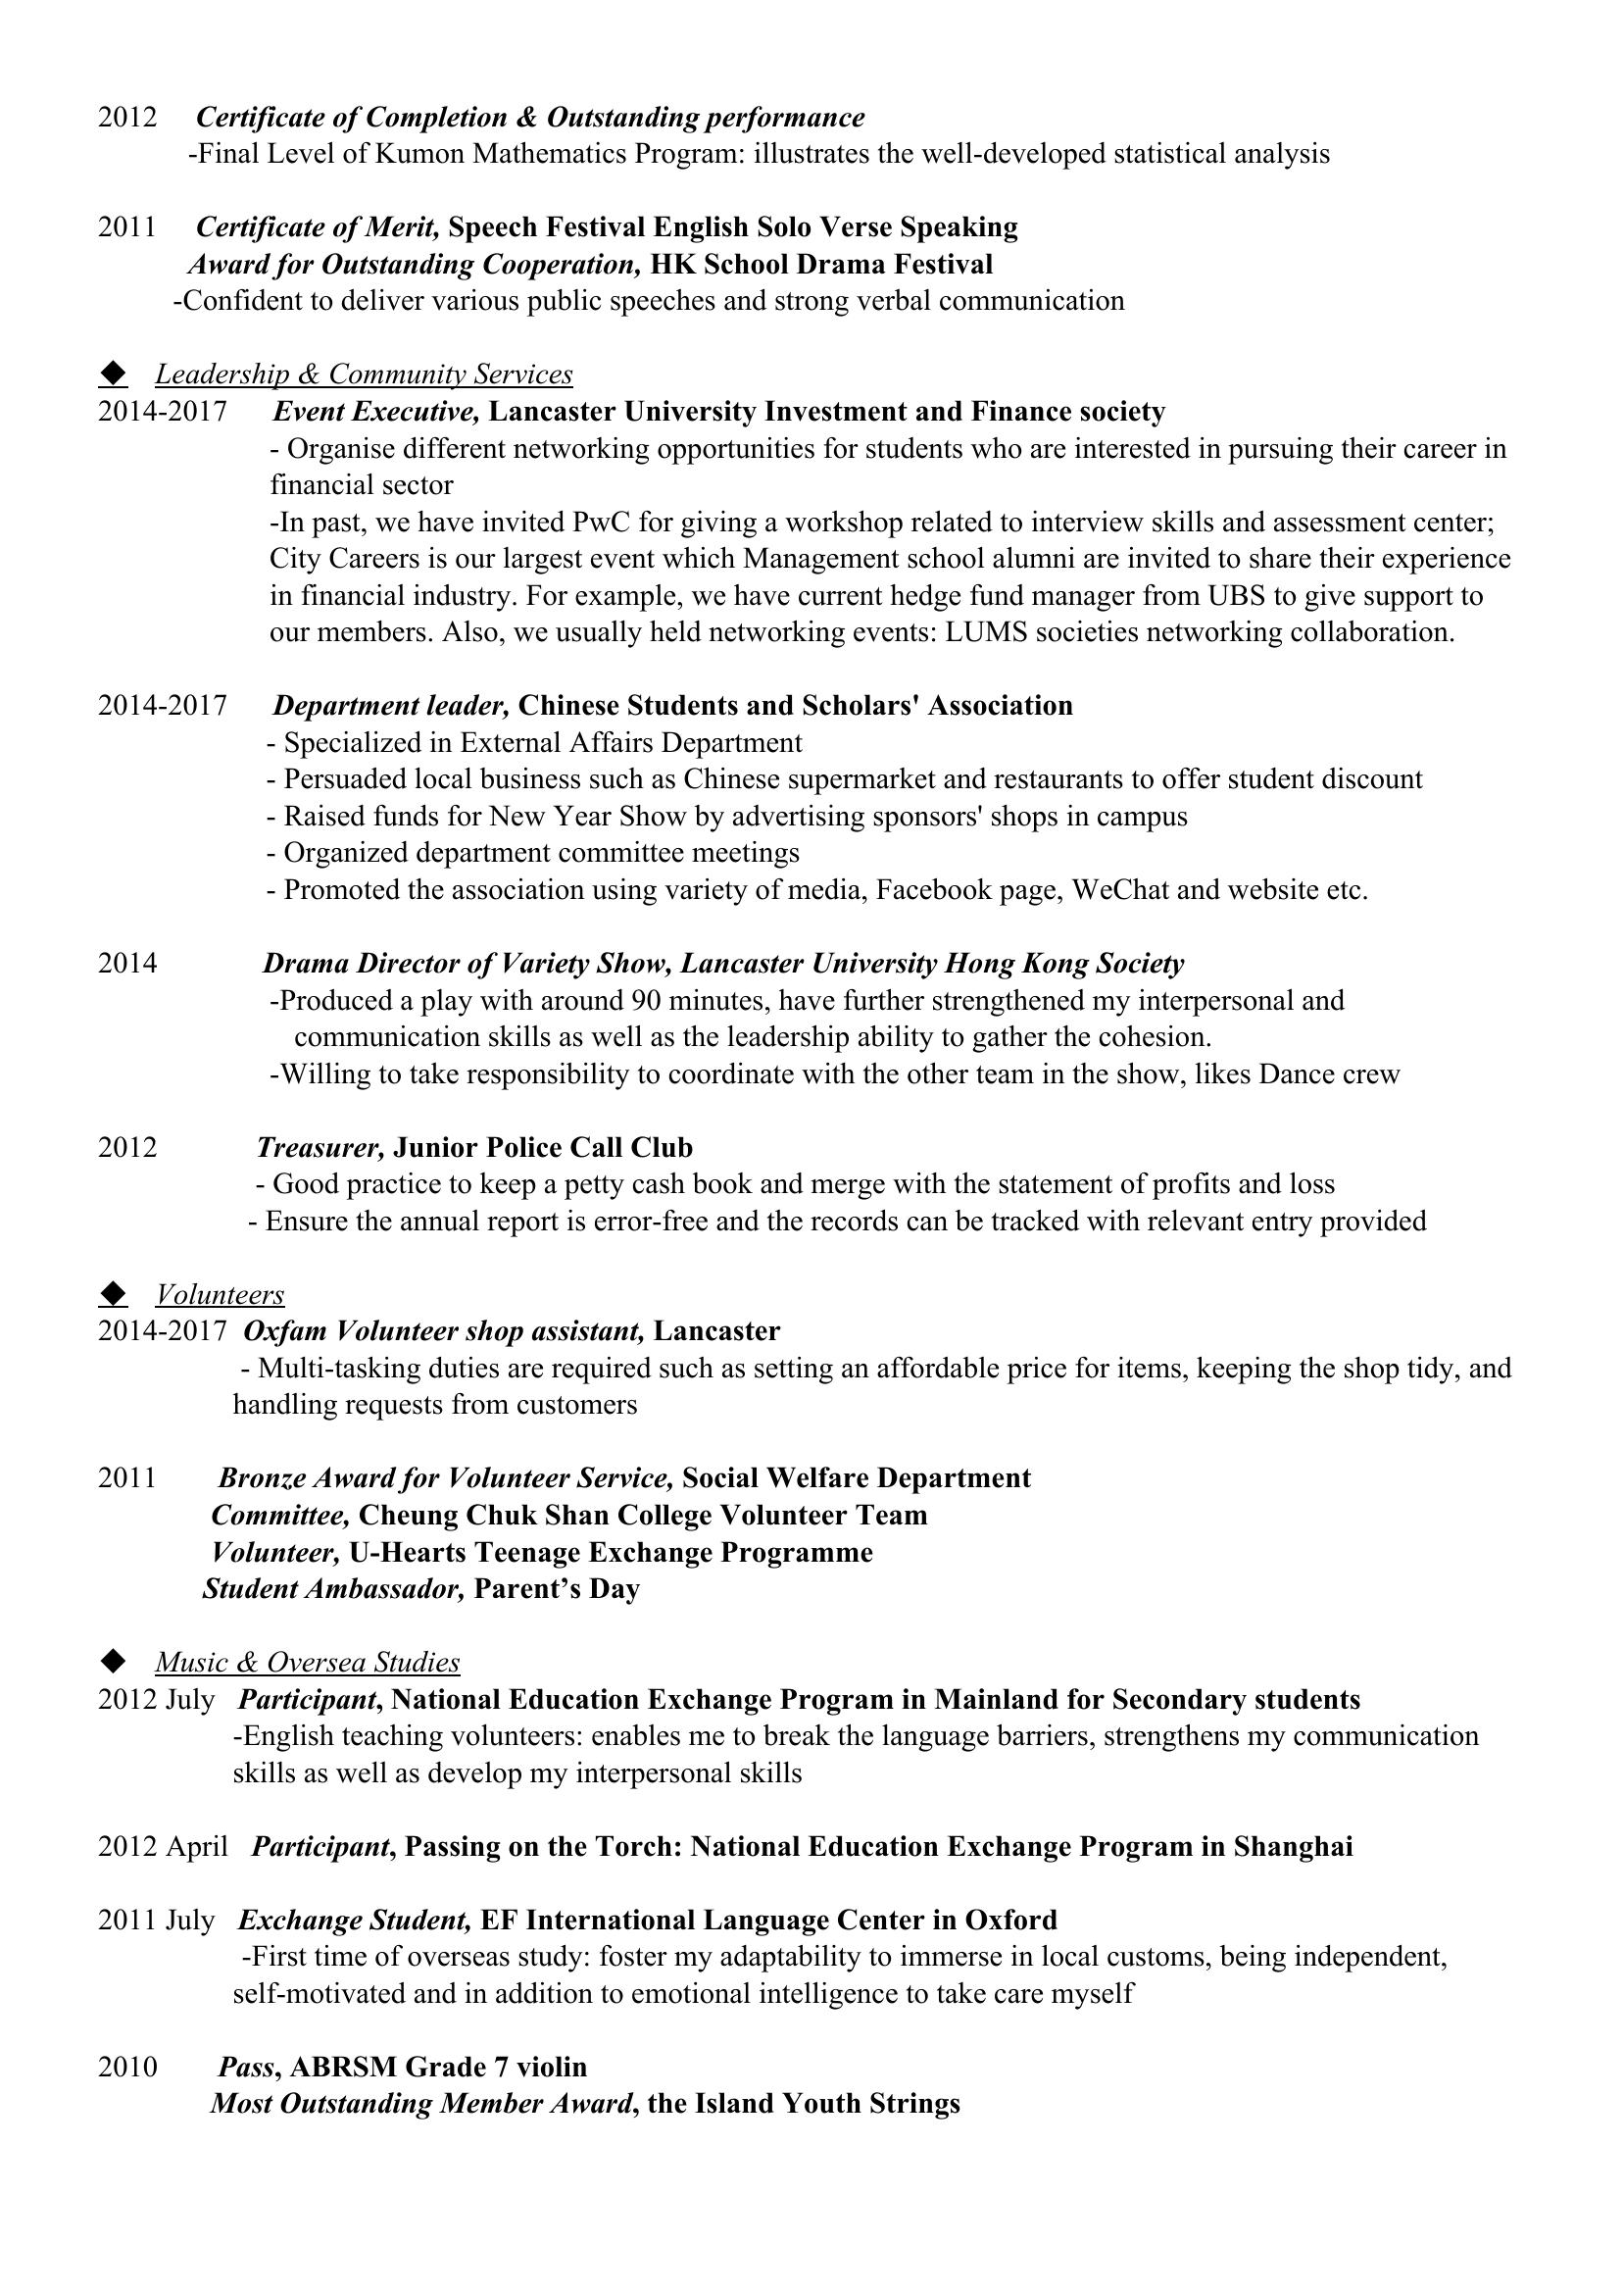 2012 Certificate of Completion & Outstanding performance
-Final Level of Kumon Mathematics Program: illustrates the well-developed statistical analysis
2011 Certificate of Merit, Speech Festival English Solo Verse Speaking
Award for Outstanding Cooperation, HK School Drama Festival
-Confident to deliver various public speeches and strong verbal communication
◆ Leadership & Community Services
2014-2017 Event Executive, Lancaster University Investment and Finance society
- Organise different networking opportunities for students who are interested in pursuing their career in
financial sector
-In past, we have invited PwC for giving a workshop related to interview skills and assessment center;
City Careers is our largest event which Management school alumni are invited to share their experience
in financial industry. For example, we have current hedge fund manager from UBS to give support to
our members. Also, we usually held networking events: LUMS societies networking collaboration.
2014-2017 Department leader, Chinese Students and Scholars' Association
- Specialized in External Affairs Department
- Persuaded local business such as Chinese supermarket and restaurants to offer student discount
- Raised funds for New Year Show by advertising sponsors' shops in campus
- Organized department committee meetings
- Promoted the association using variety of media, Facebook page, WeChat and website etc.
2014 Drama Director of Variety Show, Lancaster University Hong Kong Society
-Produced a play with around 90 minutes, have further strengthened my interpersonal and
communication skills as well as the leadership ability to gather the cohesion.
-Willing to take responsibility to coordinate with the other team in the show, likes Dance crew
2012 Treasurer, Junior Police Call Club
- Good practice to keep a petty cash book and merge with the statement of profits and loss
- Ensure the annual report is error-free and the records can be tracked with relevant entry provided
◆ Volunteers
2014-2017 Oxfam Volunteer shop assistant, Lancaster
- Multi-tasking duties are required such as setting an affordable price for items, keeping the shop tidy, and
handling requests from customers
2011 Bronze Award for Volunteer Service, Social Welfare Department
Committee, Cheung Chuk Shan College Volunteer Team
Volunteer, U-Hearts Teenage Exchange Programme
Student Ambassador, Parent’s Day
◆ Music & Oversea Studies
2012 July Participant, National Education Exchange Program in Mainland for Secondary students
-English teaching volunteers: enables me to break the language barriers, strengthens my communication
skills as well as develop my interpersonal skills
2012 April Participant, Passing on the Torch: National Education Exchange Program in Shanghai
2011 July Exchange Student, EF International Language Center in Oxford
-First time of overseas study: foster my adaptability to immerse in local customs, being independent,
self-motivated and in addition to emotional intelligence to take care myself
2010 Pass, ABRSM Grade 7 violin
Most Outstanding Member Award, the Island Youth Strings